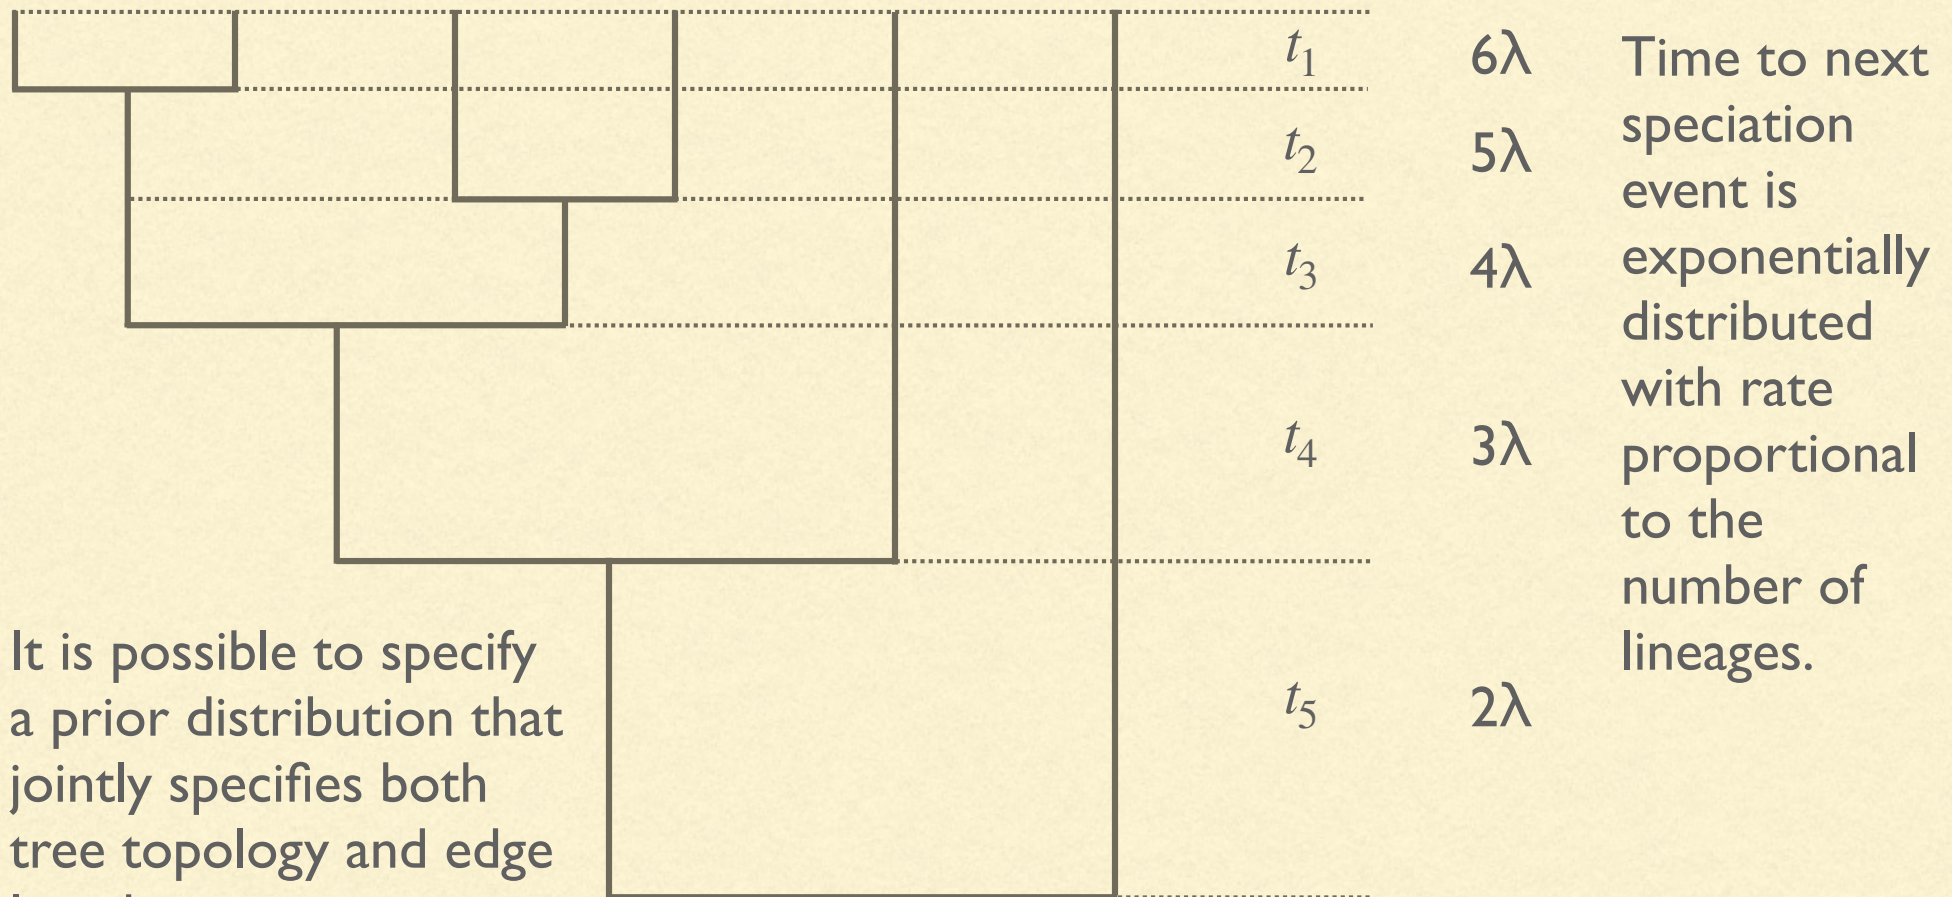 t1 6λ
t2 5λ
t3 4λ
t4 3λ
t5 2λ
Time to next
speciation
event is
exponentially
distributed
with rate
proportional
to the
number of
lineages.
It is possible to specify
a prior distribution that
jointly specifies both
tree topology and edge